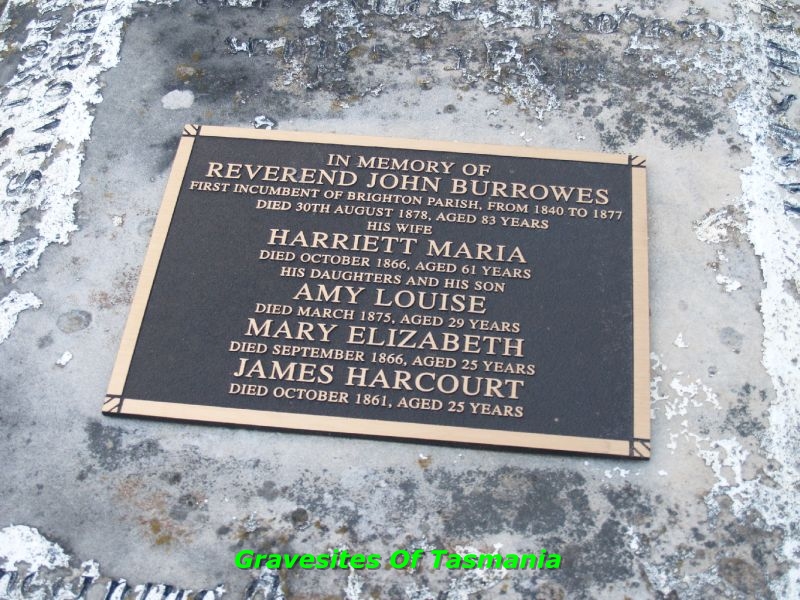 IN MEMORY OF
REVEREND JOHN BURROWES
FIRST INCUMBENT OF BRIGHTON PARISH, FROM 1840 TO 1877
DIED 30TH AUGUST 1878, AGED 83 YEARS
HIS WIFE
HARRIETT MARIA
DIED OCTOBER 1866, AGED 61 YEARS
HIS DAUGHTERS AND HIS SON
AMY LOUISE
DIED MARCH 1875, AGED 29 YEARS
MARY ELIZABETH
DIED SEPTEMBER 1866, AGED 25 YEARS
JAMES HARCOURT
DIED OCTOBER 1861, AGED 25 YEARS
Gravesites Of Tasmania